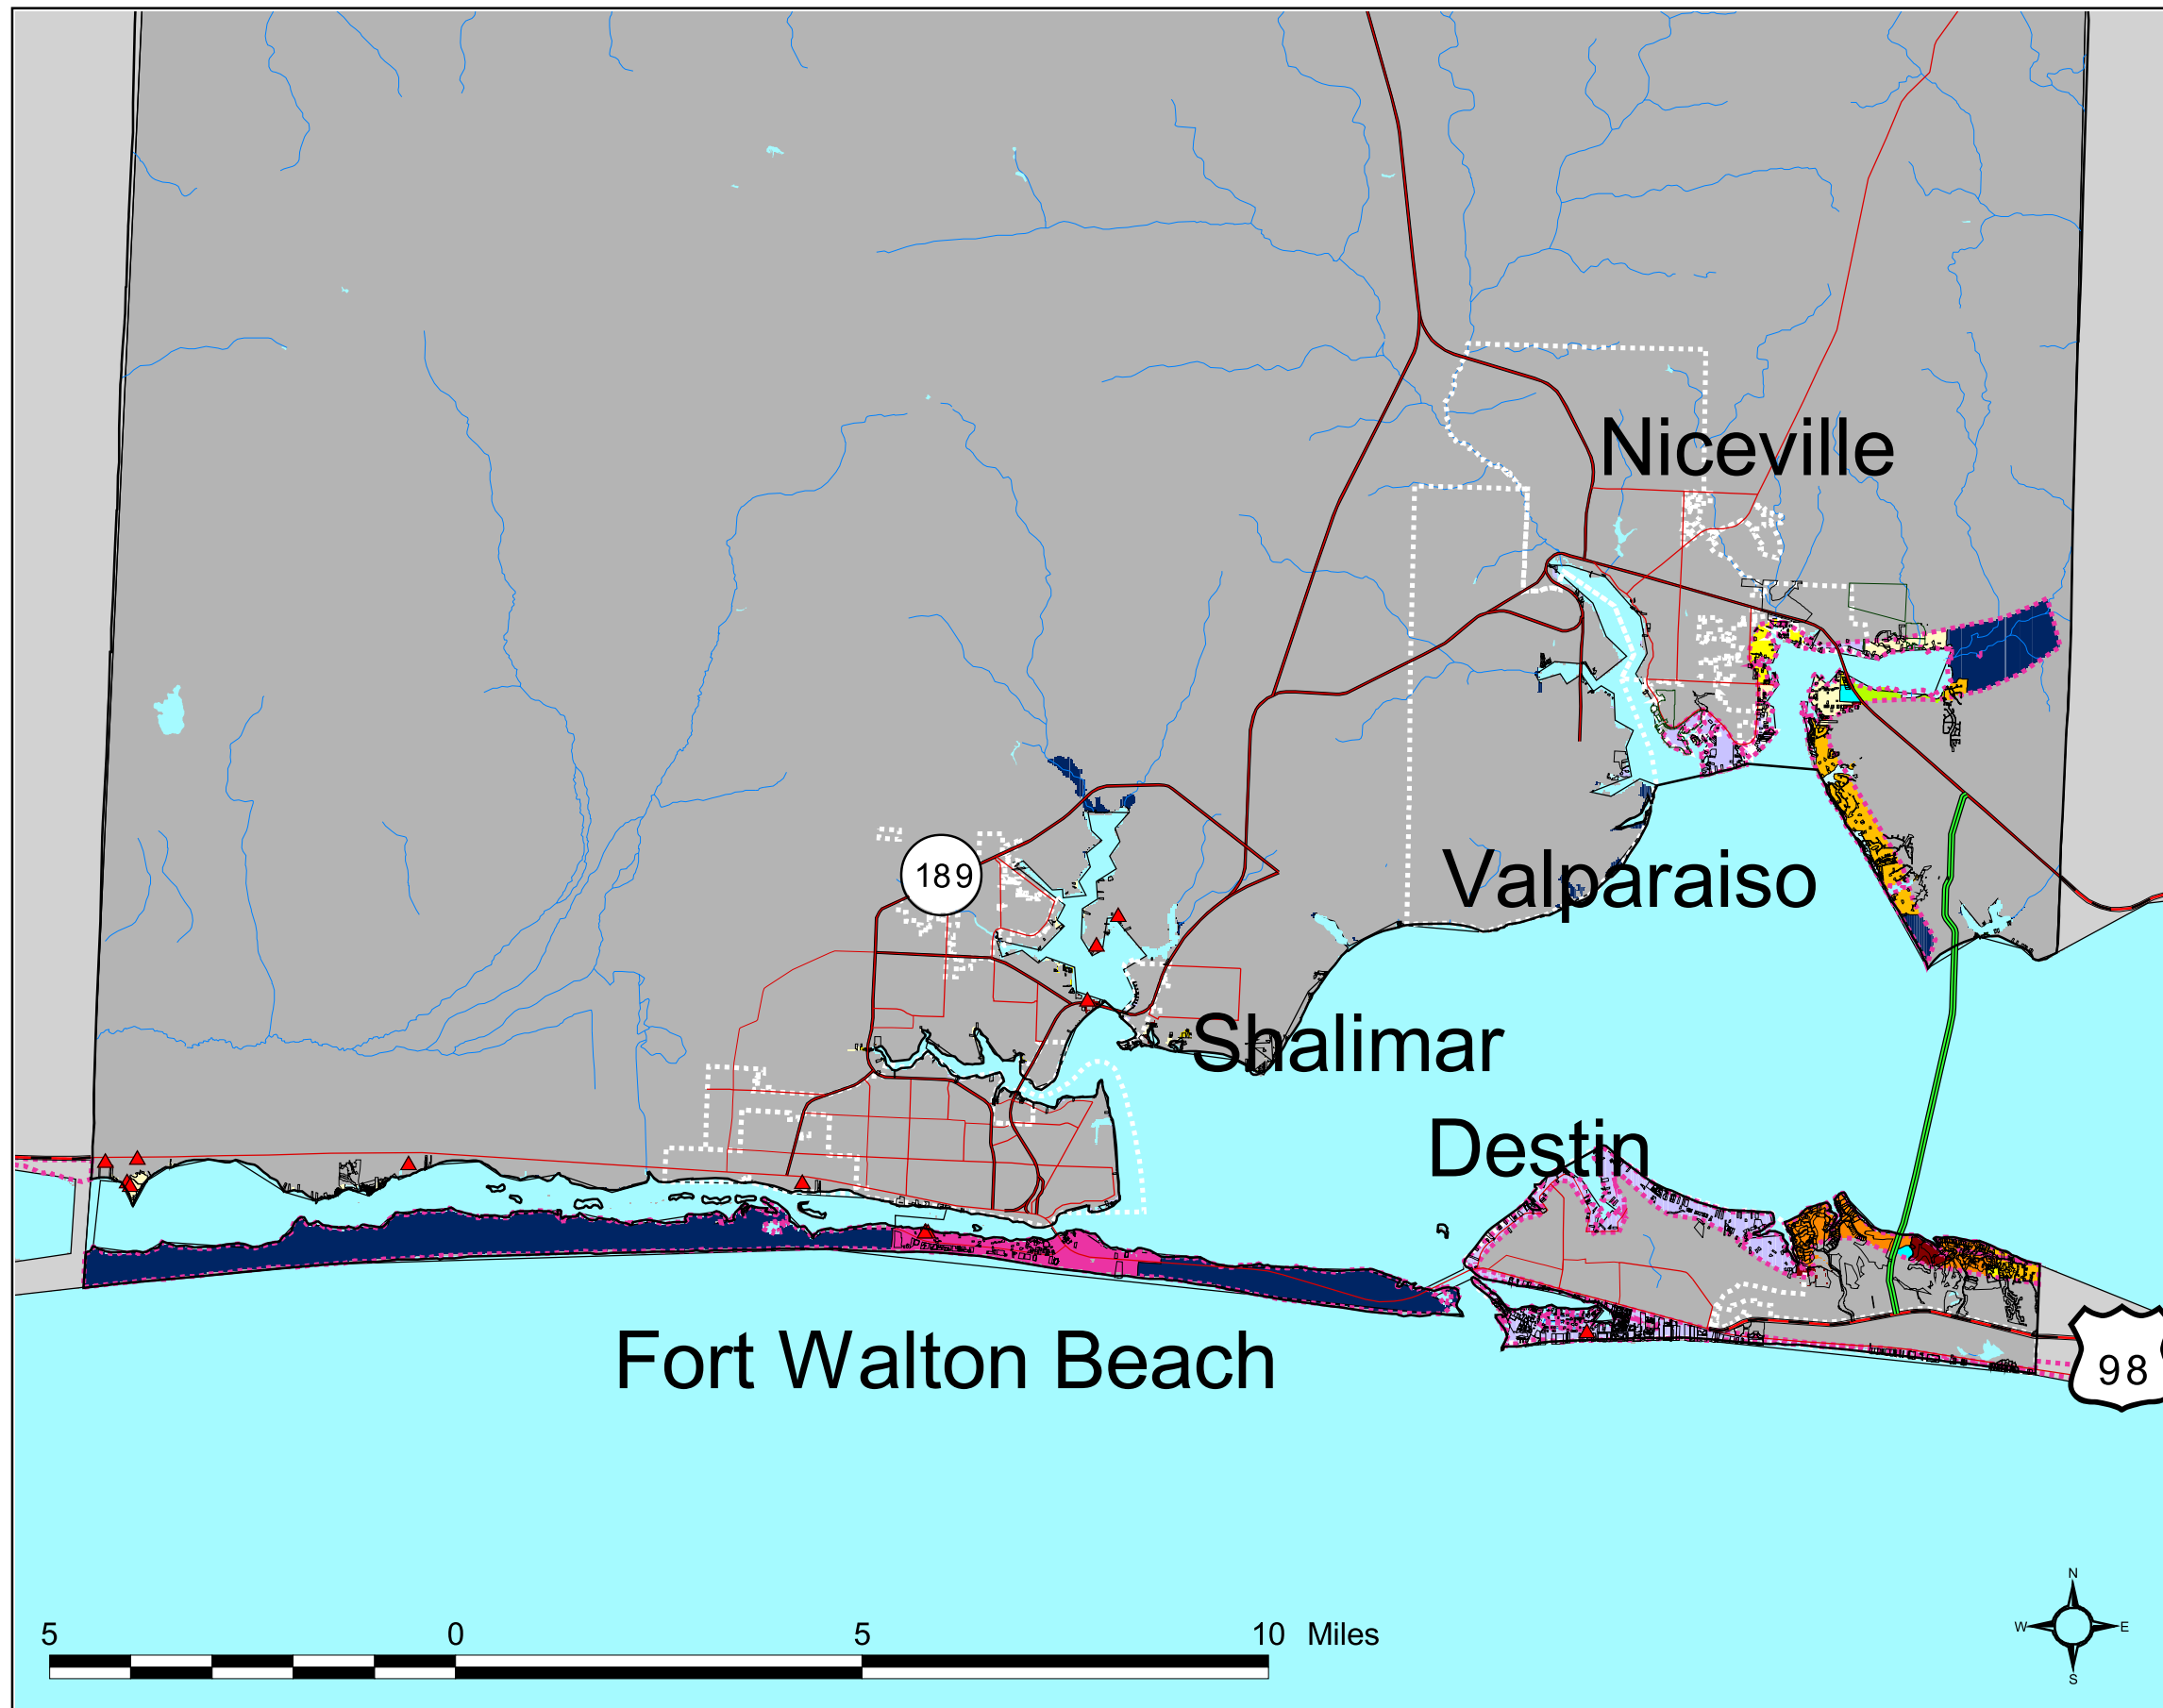 Niceville
189
Valparaiso
Shalimar
Destin
Fort Walton Beach
98
N
W E
S
5 0 5 10 Miles